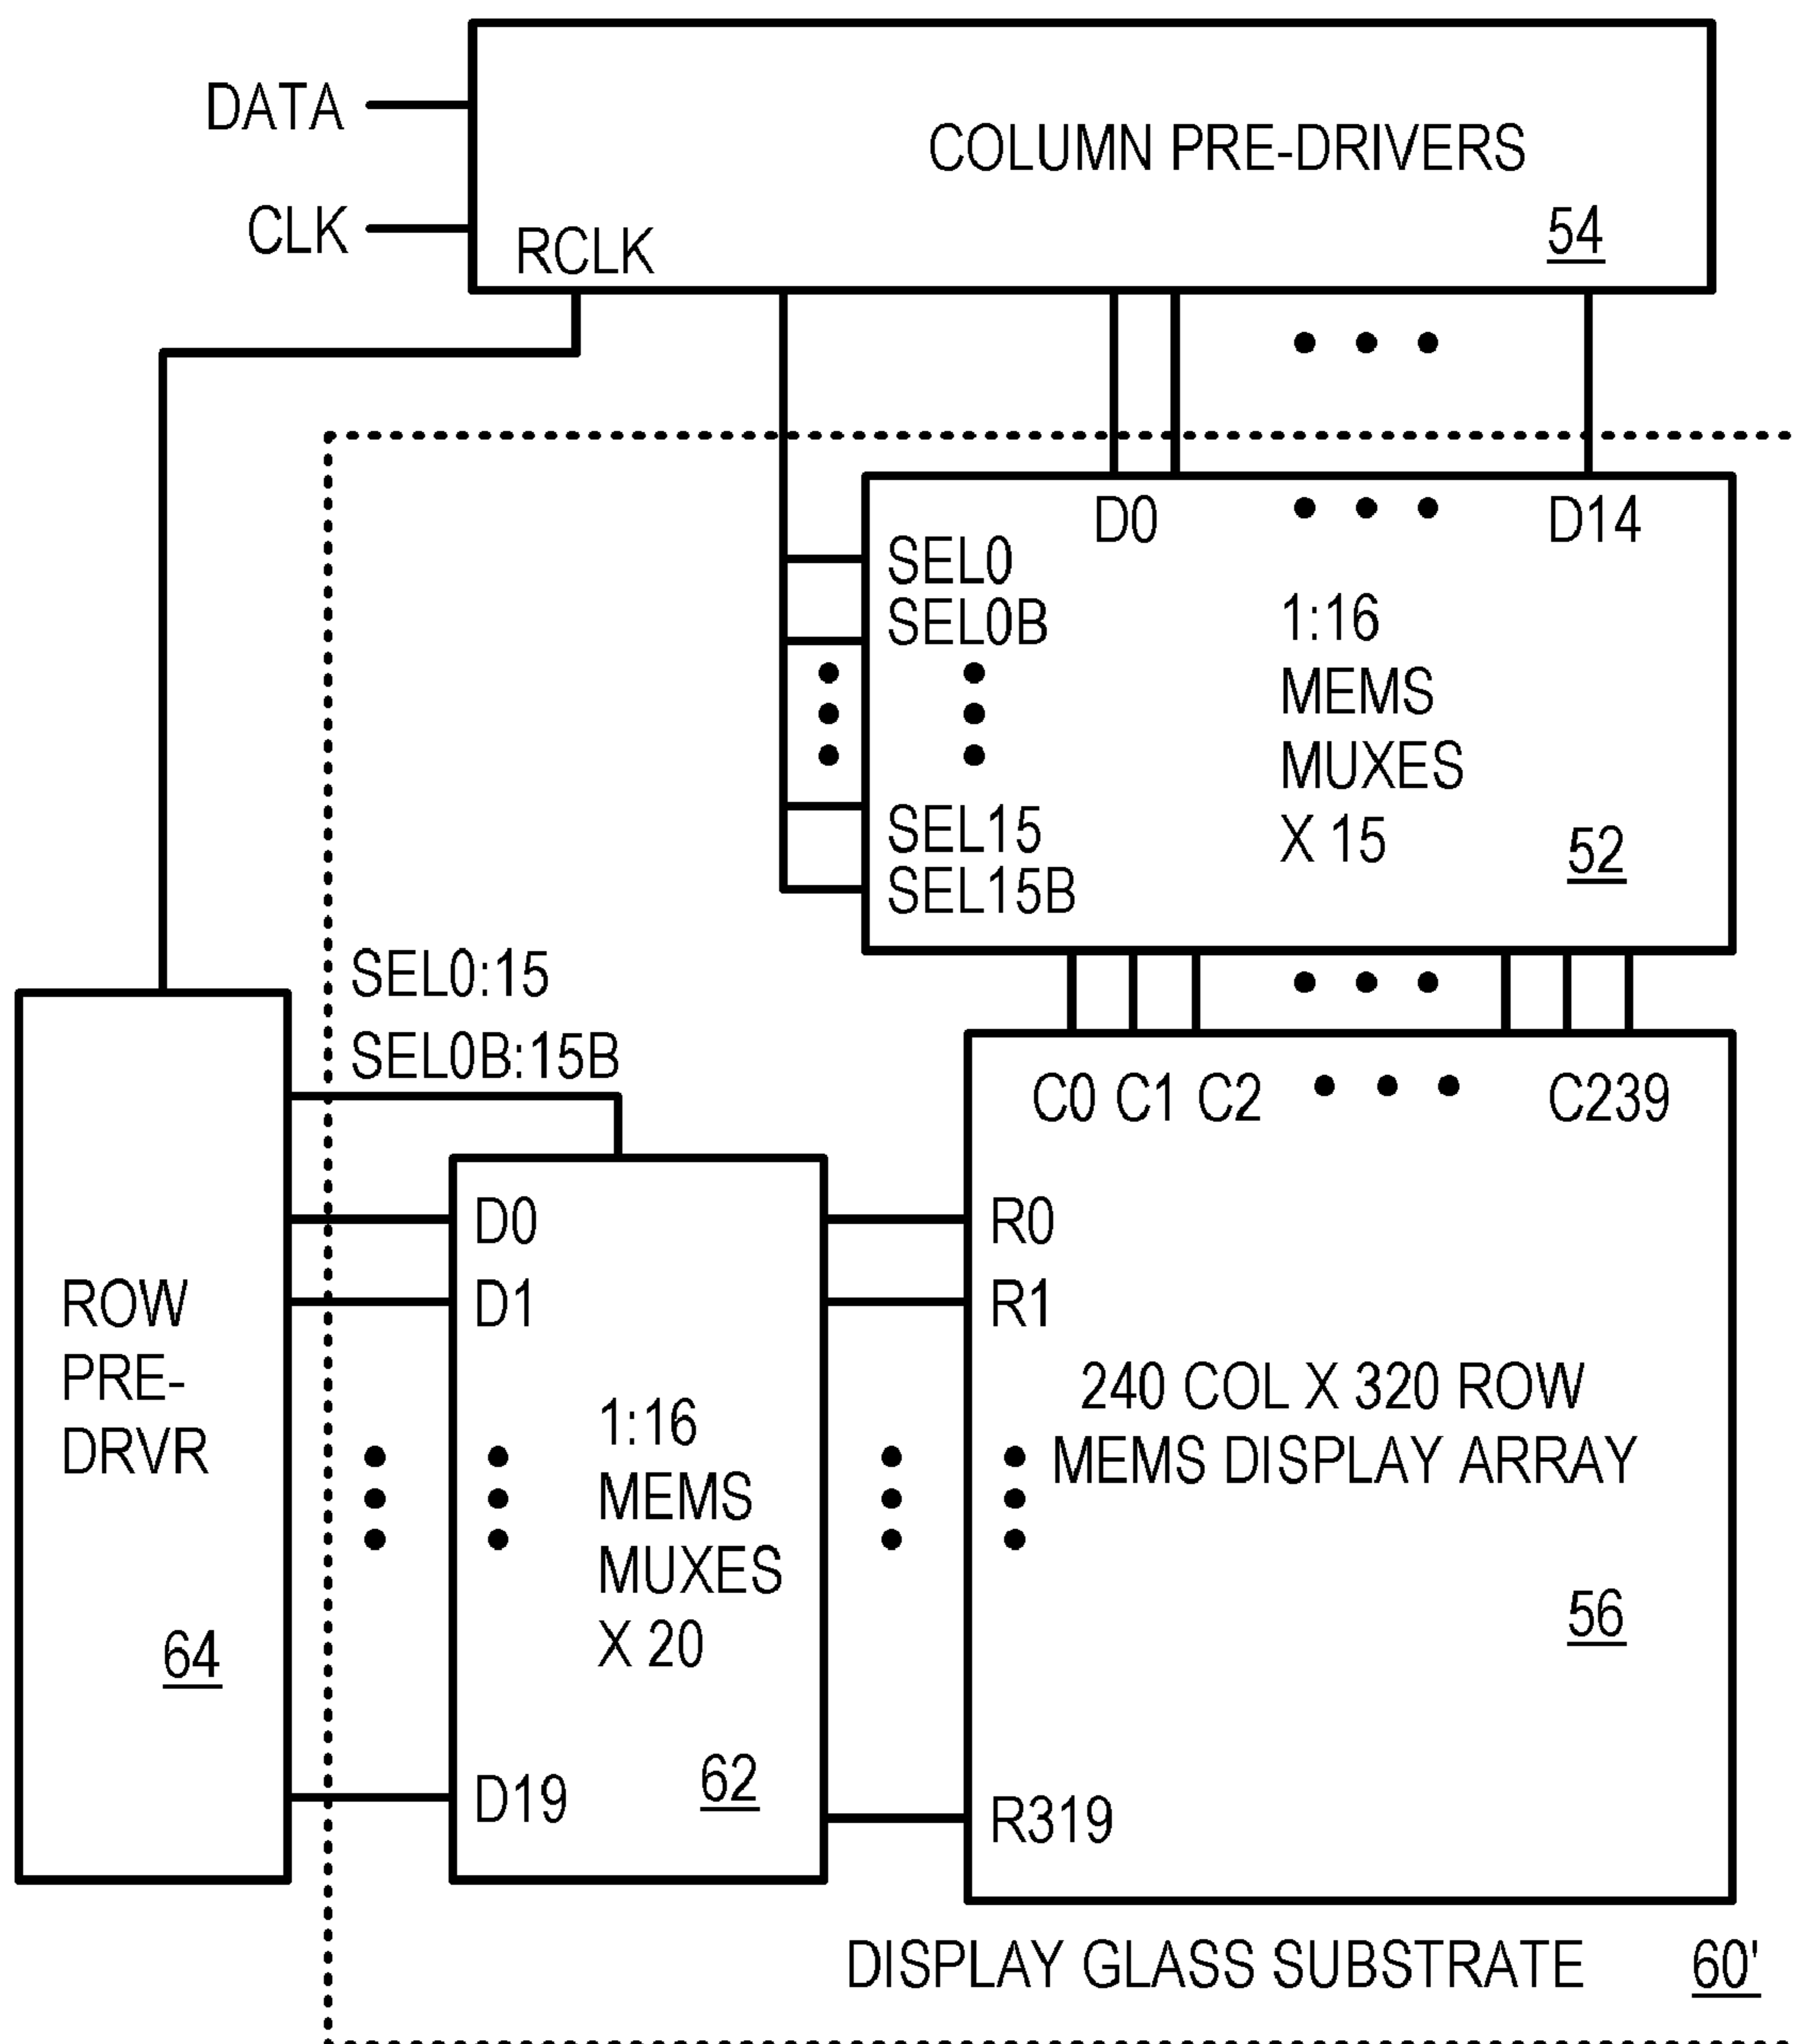 DATA
COLUMN PRE-DRIVERS
CLK
RCLK
54
D0
D14
SEL0
SEL0B
1:16
MEMS
MUXES
X 15
SEL15
SEL15B
52
SEL0:15
SEL0B:15B
C0 C1 C2
C239
ROW
PRE-
DRVR
64
D0
D1
1:16
MEMS
MUXES
X 20
D19
62
R0
R1
240 COL X 320 ROW
MEMS DISPLAY ARRAY
56
R319
DISPLAY GLASS SUBSTRATE
60'